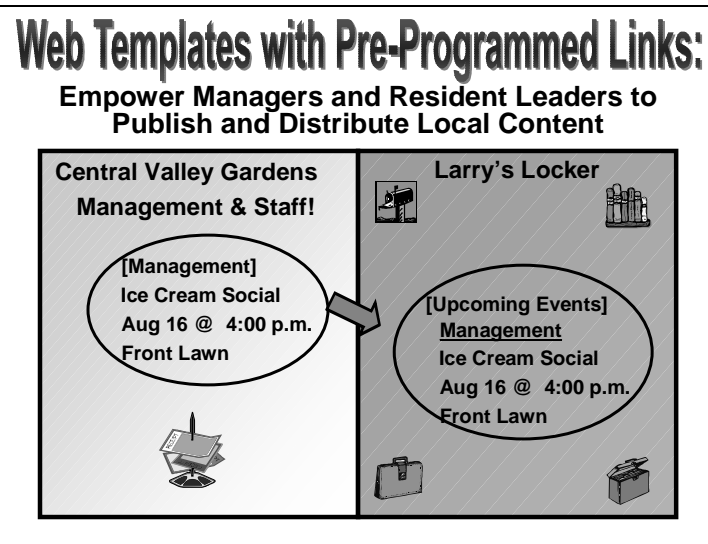 Web Templates with Pre-Programmed Links:
Empower Managers and Resident Leaders to
Publish and Distribute Local Content
Central Valley Gardens
Management & Staff!
[Management]
Ice Cream Social
Aug 16 @ 4:00 p.m.
Front Lawn
Larry's Locker
[Upcoming Events]
Management
Ice Cream Social
Aug 16 @ 4:00 p.m.
Front Lawn